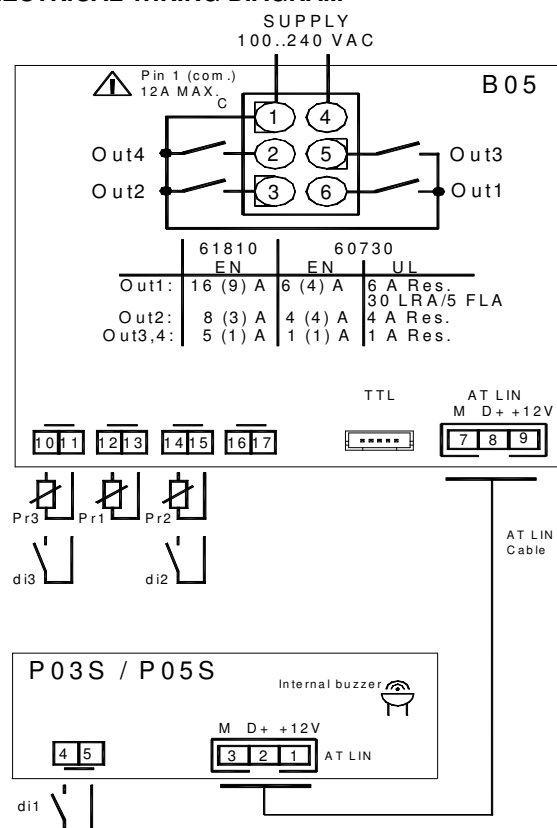 SUPPLY
100..240 VAC
Pin 1 (com.)
12A MAX.
C
B05
1 4
Out4 2 5 Out3
Out2 3 6 Out1
61810 60730
EN EN UL
Out1: 16 (9) A 6 (4) A 6 A Res.
30 LRA/5 FLA
Out2: 8 (3) A 4 (4) A 4 A Res.
Out3,4: 5 (1) A 1 (1) A 1 A Res.
TTL AT LIN
M D+ +12V
10 11 12 13 14 15 16 17 7 8 9
Pr3 Pr1 Pr2
AT LIN
Cable
di3 di2
P03S / P05S
Internal buzzer
M D+ +12V
4 5 3 2 1 AT LIN
di1